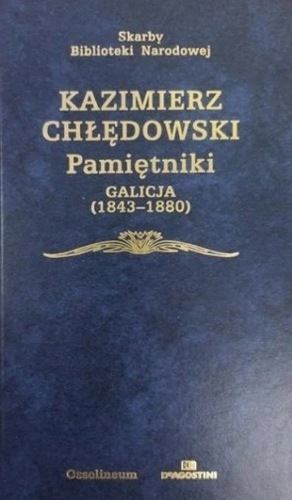 Skarby
Biblioteki Narodowej
KAZIMIERZ
CHŁĘDOWSKI
Pamiętniki
GALICJA
(1843–1880)
Ossolineum
DEAGOSTINI